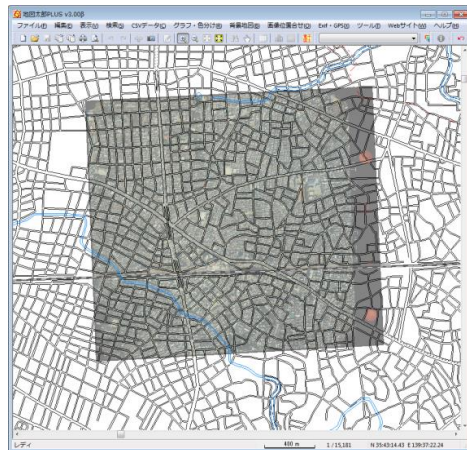 地図太郎PLUS v3.00β
ファイル(F) 編集(E) 表示(V) 検索(S) CSVデータ(C) グラフ・色分け(B) 背景地図(B) 画像位置合せ(Q) Exif・GPS(I) ツール(I) Webサイト(W) ヘルプ(H)
レディ
400 m
1 / 15,181
N 35:43:14.43 E 139:37:22.24